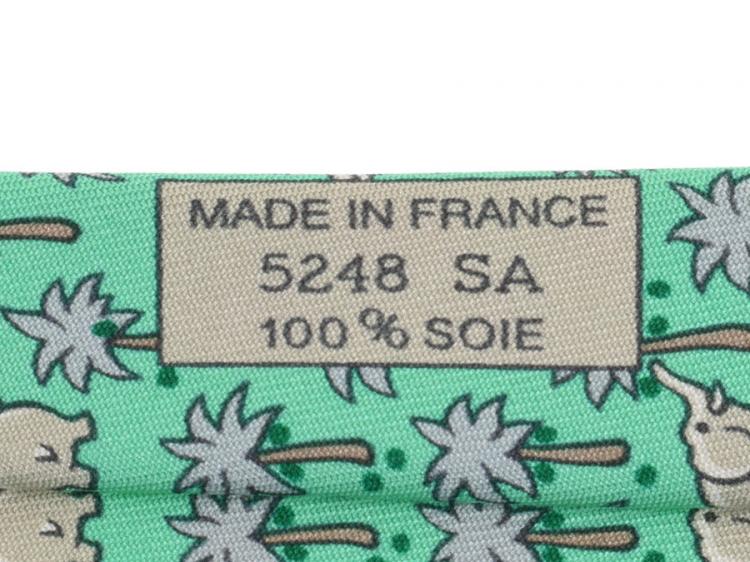 MADE IN FRANCE
5248 SA
100% SOIE